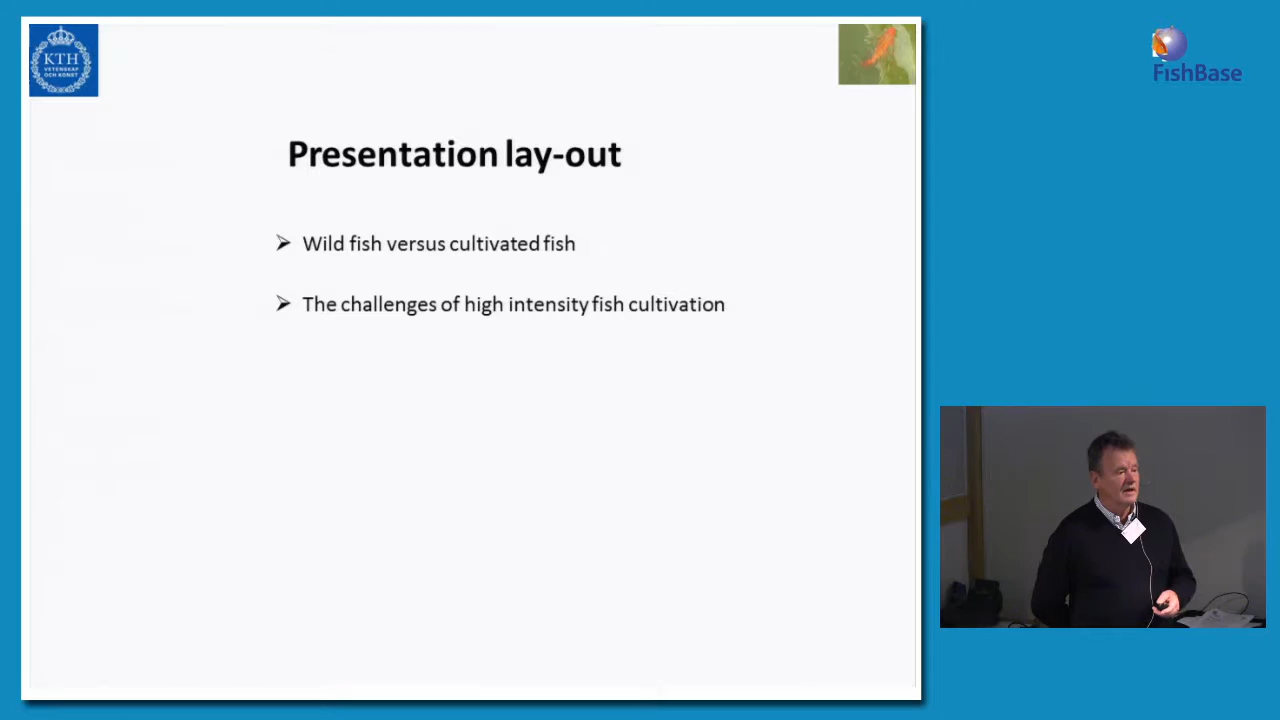 KTH
VETENSKAP
OCH KONST
FishBase
Presentation lay-out
Wild fish versus cultivated fish
The challenges of high intensity fish cultivation